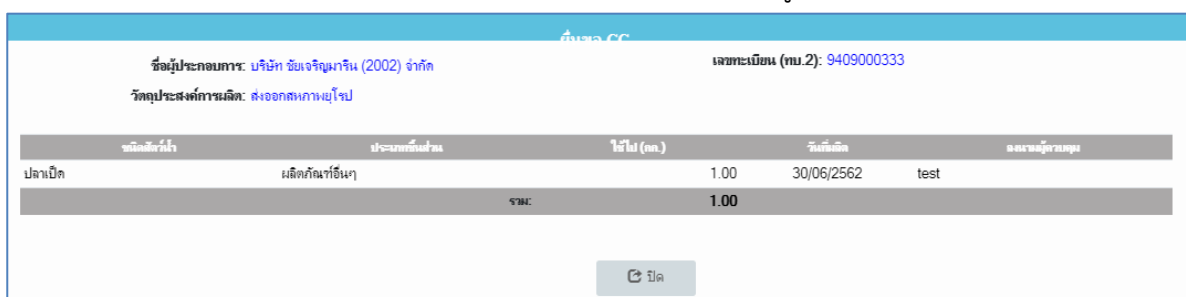 ยื่นขอ CC
ชื่อผู้ประกอบการ: บริษัท ชัยเจริญมารีน (2002) จำกัด เลขทะเบียน (ทบ.2): 9409000333
วัตถุประสงค์การผลิต: ส่งออกสหภาพยุโรป
ชนิดสัตว์น้ำ ประเภทชิ้นส่วน ใช้ไป (กก.) วันที่ผลิต ลงนามผู้ควบคุม
ปลาเป็ด ผลิตภัณฑ์อื่นๆ 1.00 30/06/2562 test
รวม: 1.00
ปิด